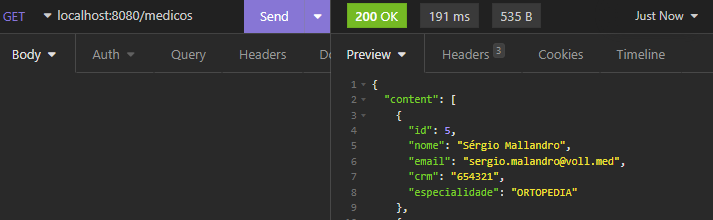 GET localhost:8080/medicos Send 200 OK 191 ms 535 B Just Now
Body Auth Query Headers Preview Headers 3 Cookies Timeline
1 {
2 "content": [
3 {
4 "id": 5,
5 "nome": "Sérgio Mallandro",
6 "email": "sergio.malandro@voll.med",
7 "crm": "654321",
8 "especialidade": "ORTOPEDIA"
9 },